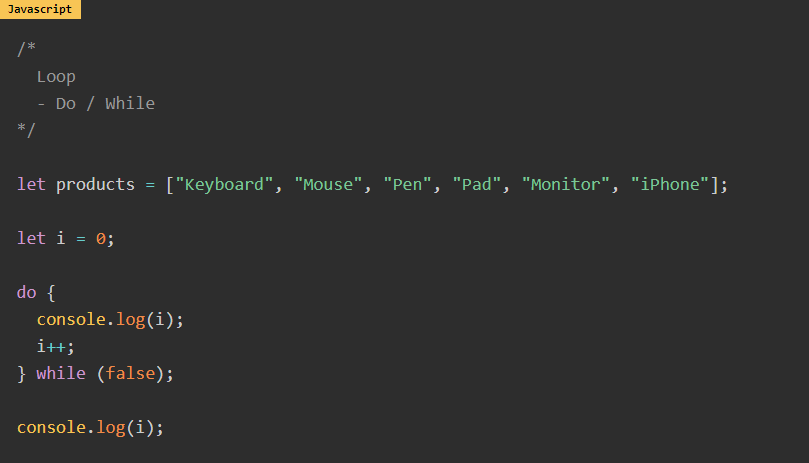 Javascript
/*
  Loop
  - Do / While
*/
let products = ["Keyboard", "Mouse", "Pen", "Pad", "Monitor", "iPhone"];
let i = 0;
do {
  console.log(i);
  i++;
} while (false);
console.log(i);